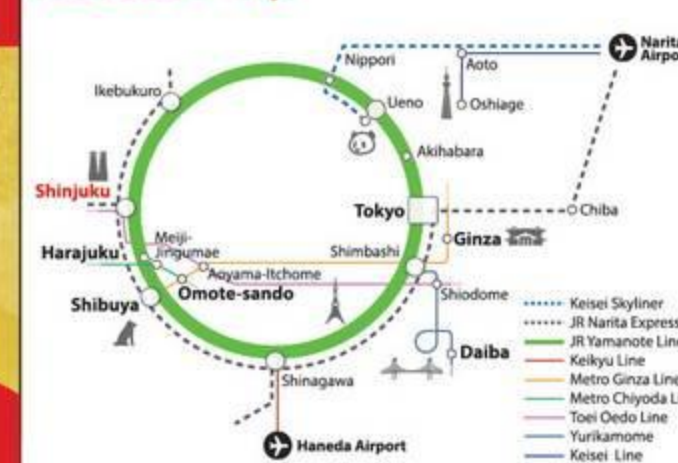 Nippori
Narita
Airpo
Aoto
Ikebukuro
Ueno
Oshiage
Akihabara
Shinjuku
Tokyo
Chiba
Meiji-
Jingumae
Shimbashi
Ginza
Harajuku
Aoyama-Itchome
Omote-sando
Shiodome
Shibuya
Daiba
Shinagawa
Haneda Airport
Keisei Skyliner
JR Narita Express
JR Yamanote Line
Keikyu Line
Metro Ginza Line
Metro Chiyoda Li
Toei Oedo Line
Yurikamome
Keisei Line